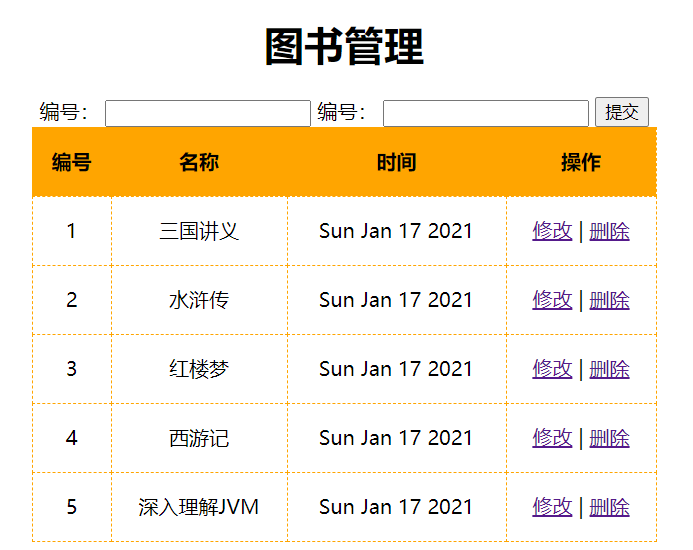 图书管理
编号： 编号： 提交
编号 名称 时间 操作
1 三国讲义 Sun Jan 17 2021 修改 | 删除
2 水浒传 Sun Jan 17 2021 修改 | 删除
3 红楼梦 Sun Jan 17 2021 修改 | 删除
4 西游记 Sun Jan 17 2021 修改 | 删除
5 深入理解JVM Sun Jan 17 2021 修改 | 删除